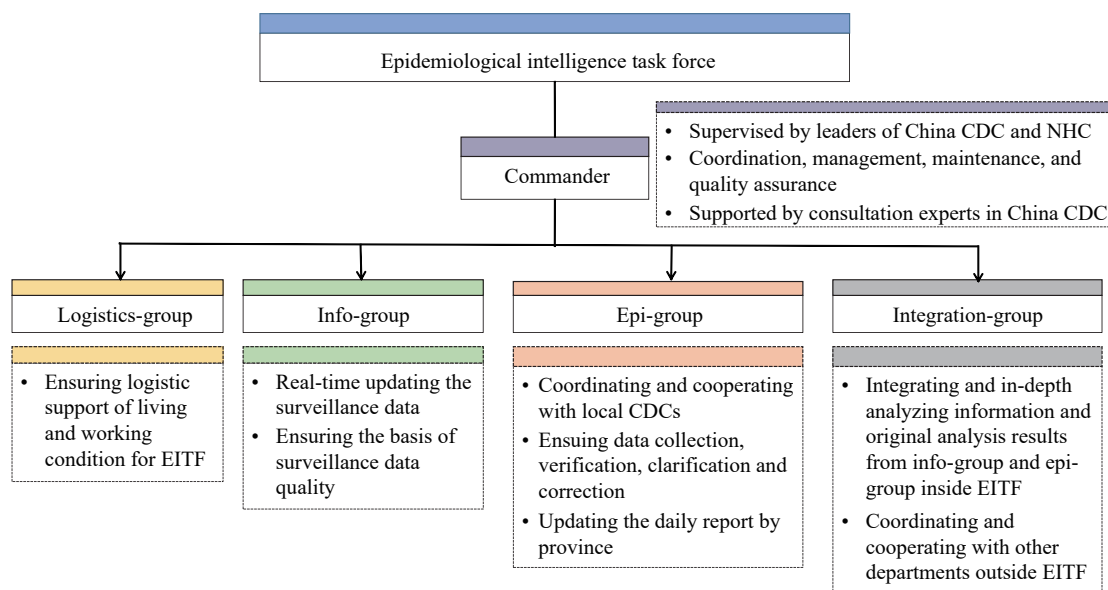 Epidemiological intelligence task force
• Supervised by leaders of China CDC and NHC
• Coordination, management, maintenance, and
quality assurance
• Supported by consultation experts in China CDC
Commander
Logistics-group
Info-group
Epi-group
Integration-group
• Ensuring logistic
support of living
and working
condition for EITF
• Real-time updating the
surveillance data
• Ensuring the basis of
surveillance data
quality
• Coordinating and cooperating
with local CDCs
• Ensuing data collection,
verification, clarification and
correction
• Updating the daily report by
province
• Integrating and in-depth
analyzing information and
original analysis results
from info-group and epi-
group inside EITF
• Coordinating and
cooperating with other
departments outside EITF